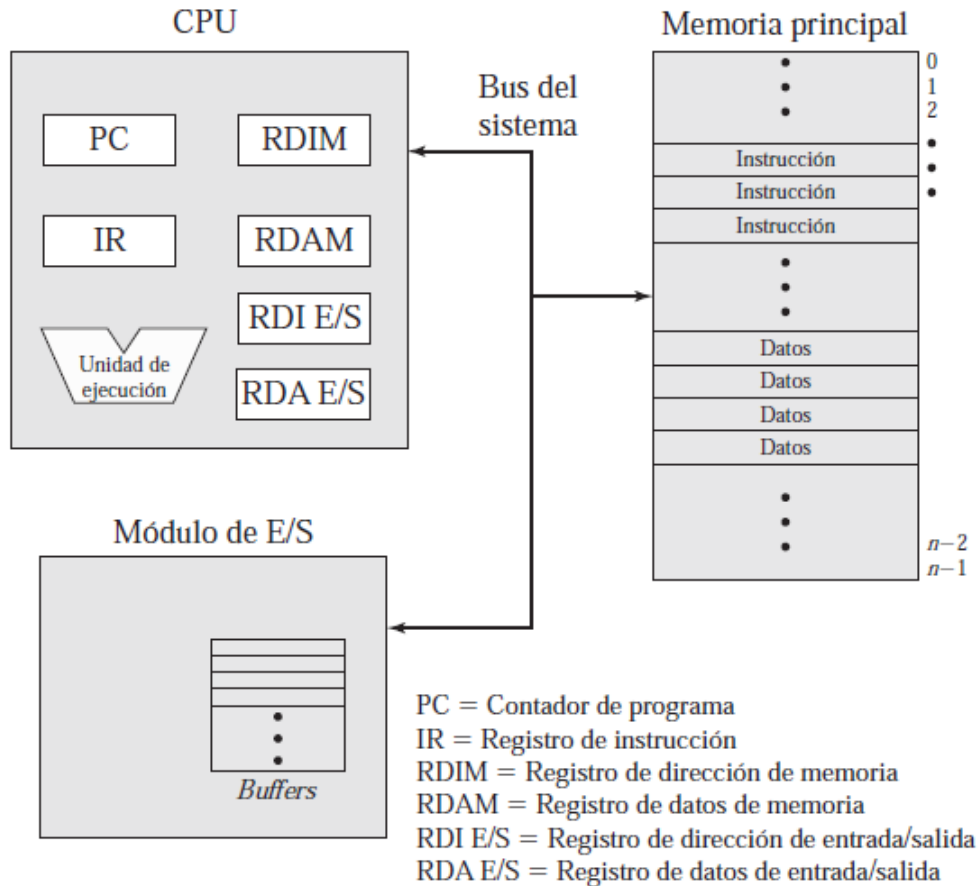 CPU
PC
RDIM
IR
RDAM
RDI E/S
Unidad de
ejecución
RDA E/S
Bus del
sistema
Memoria principal
0
1
2
Instrucción
Instrucción
Instrucción
Datos
Datos
Datos
Datos
n−2
n−1
Módulo de E/S
Buffers
PC = Contador de programa
IR = Registro de instrucción
RDIM = Registro de dirección de memoria
RDAM = Registro de datos de memoria
RDI E/S = Registro de dirección de entrada/salida
RDA E/S = Registro de datos de entrada/salida